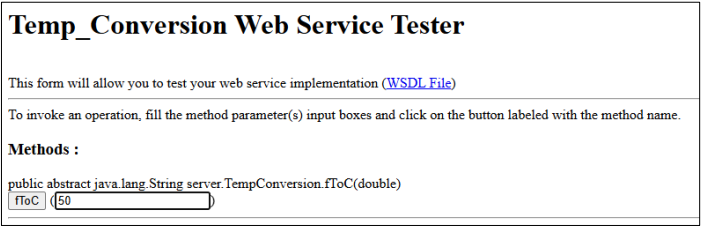 Temp_Conversion Web Service Tester
This form will allow you to test your web service implementation (WSDL File)
To invoke an operation, fill the method parameter(s) input boxes and click on the button labeled with the method name.
Methods :
public abstract java.lang.String server.TempConversion.fToC(double)
fToC (50)